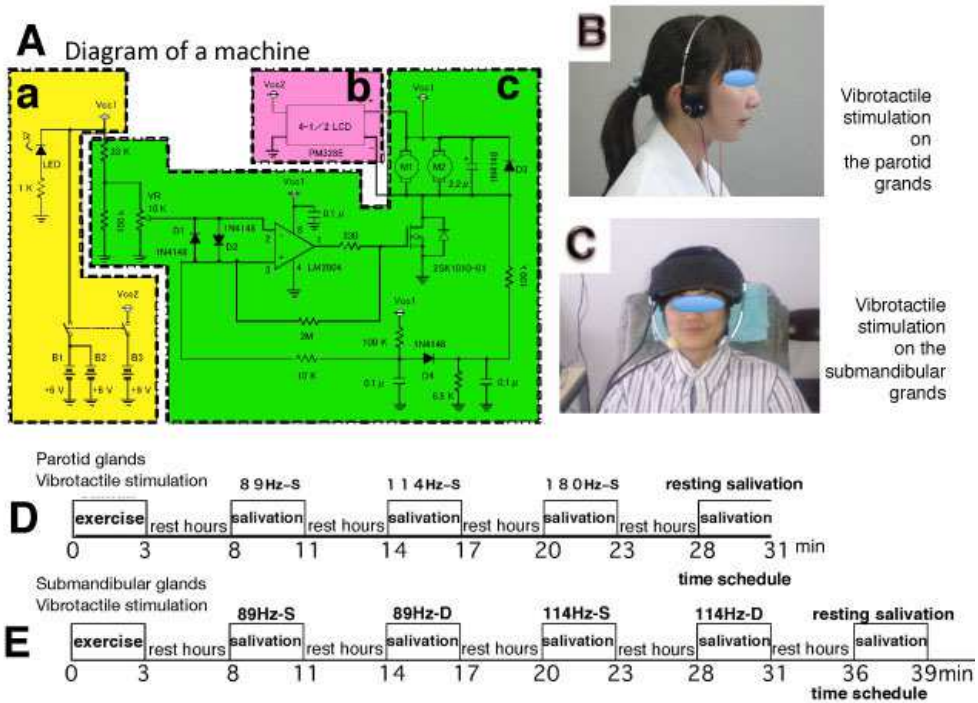 A Diagram of a machine
a
Vcc1
LED
1 K
33 K
100 k
VR
10 K
Vcc2
B1
B2
B3
+6 V
+6 V
+6 V
b
Vcc2
4-1/2 LCD
PM328E
c
Vcc1
M1
M2
2.2 μ
1N4148
D3
Vcc1
0.1 μ
D1
1N4148
1N4148
D2
2
3
8
1
4
330
2M
10 K
Vcc1
100 K
1N4148
D4
0.1 μ
0.1 μ
100 k
B
Vibrotactile
stimulation
on
the parotid
grands
C
Vibrotactile
stimulation
on the
submandibular
grands
Parotid glands
Vibrotactile stimulation
89Hz-S
114Hz-S
180Hz-S
resting salivation
D
exercise
rest hours
salivation
rest hours
salivation
rest hours
salivation
rest hours
salivation
0 3 8 11 14 17 20 23 28 31 min
time schedule
Submandibular glands
Vibrotactile stimulation
89Hz-S
89Hz-D
114Hz-S
114Hz-D
resting salivation
E
exercise
rest hours
salivation
rest hours
salivation
rest hours
salivation
rest hours
salivation
rest hours
salivation
0 3 8 11 14 17 20 23 28 31 36 39min
time schedule